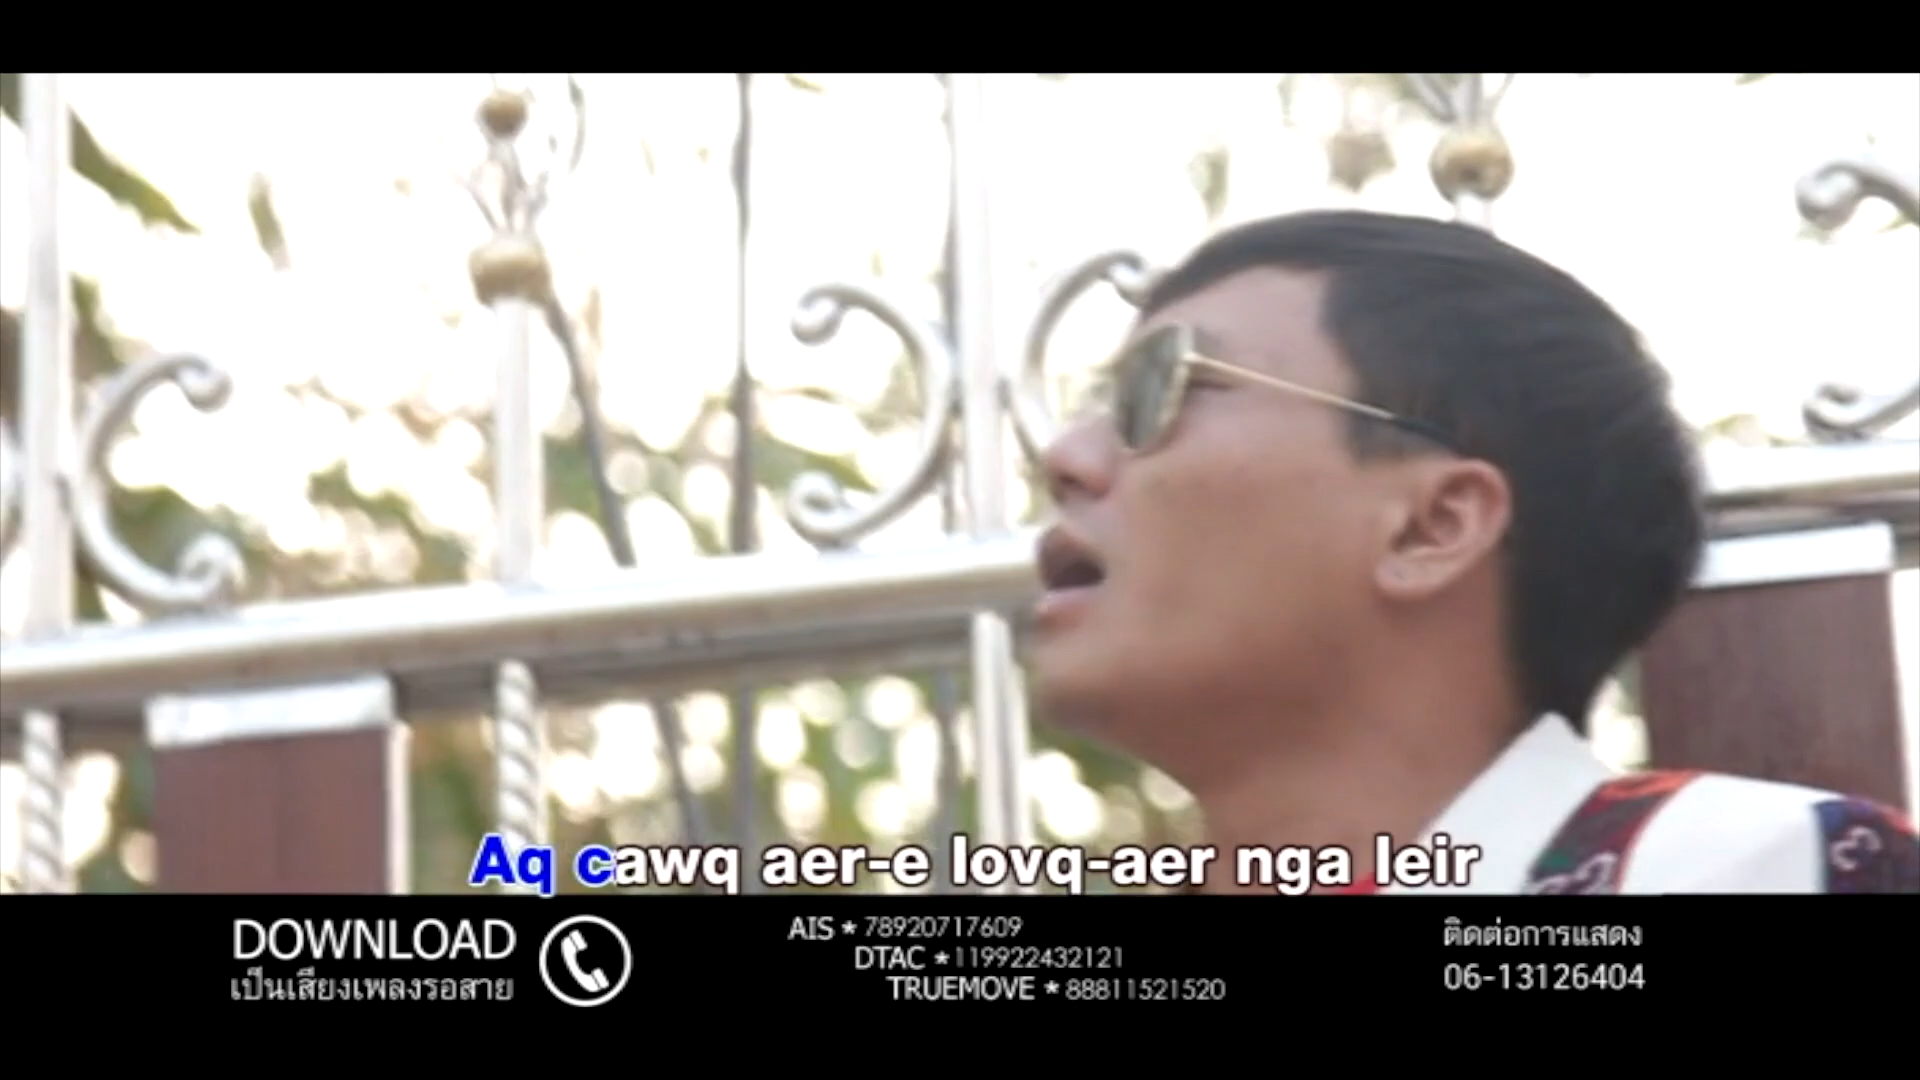 Aq cawq aer-e lovq-aer nga leir
DOWNLOAD
เป็นเสียงเพลงรอสาย
AIS * 78920717609
DTAC * 119922432121
TRUEMOVE * 88811521520
ติดต่อการแสดง
06-13126404